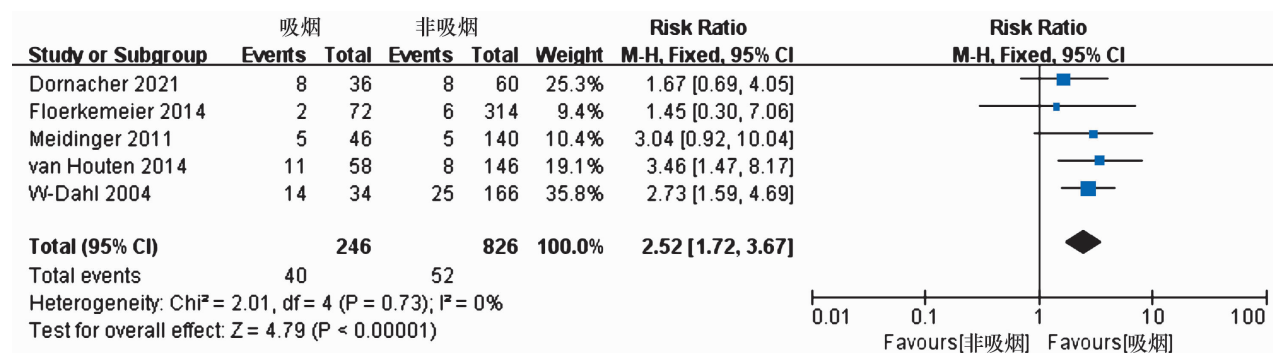 吸烟 非吸烟 Risk Ratio Risk Ratio
Study or Subgroup Events Total Events Total Weight M-H, Fixed, 95% CI M-H, Fixed, 95% CI
Dornacher 2021 8 36 8 60 25.3% 1.67 [0.69, 4.05]
Floerkemeier 2014 2 72 6 314 9.4% 1.45 [0.30, 7.06]
Meidinger 2011 5 46 5 140 10.4% 3.04 [0.92, 10.04]
van Houten 2014 11 58 8 146 19.1% 3.46 [1.47, 8.17]
W-Dahl 2004 14 34 25 166 35.8% 2.73 [1.59, 4.69]
Total (95% CI) 246 826 100.0% 2.52 [1.72, 3.67]
Total events 40 52
Heterogeneity: Chi² = 2.01, df = 4 (P = 0.73); I² = 0%
Test for overall effect: Z = 4.79 (P < 0.00001)
0.01 0.1 1 10 100
Favours[非吸烟] Favours[吸烟]